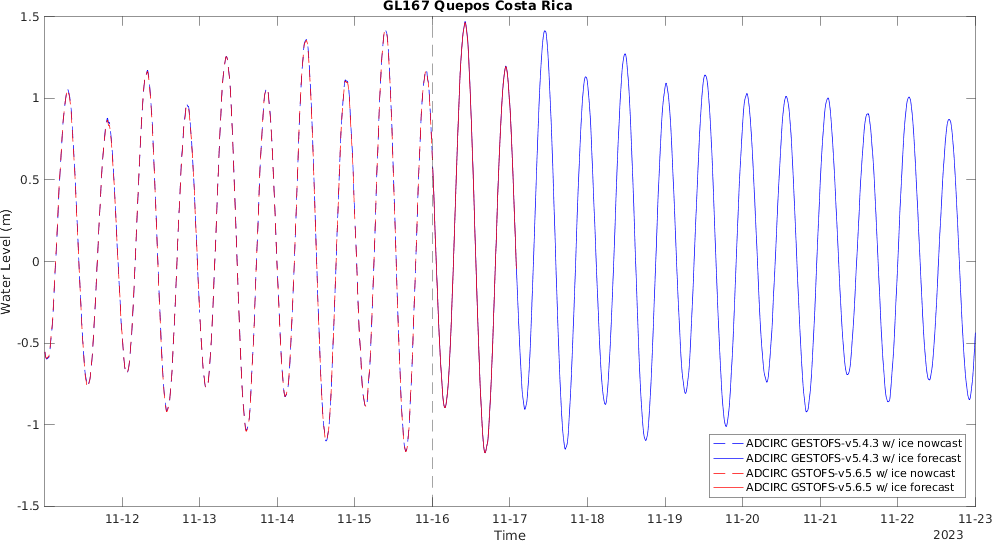 GL167 Quepos Costa Rica
1.5
1
0.5
0
-0.5
-1
-1.5
Water Level (m)
ADCIRC GESTOFS-v5.4.3 w/ ice nowcast
ADCIRC GESTOFS-v5.4.3 w/ ice forecast
ADCIRC GSTOFS-v5.6.5 w/ ice nowcast
ADCIRC GSTOFS-v5.6.5 w/ ice forecast
11-12 11-13 11-14 11-15 11-16 11-17 11-18 11-19 11-20 11-21 11-22 11-23
Time
2023